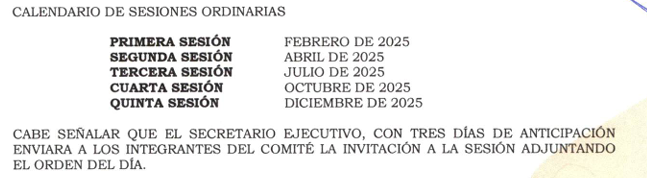 CALENDARIO DE SESIONES ORDINARIAS
PRIMERA SESIÓN FEBRERO DE 2025
SEGUNDA SESIÓN ABRIL DE 2025
TERCERA SESIÓN JULIO DE 2025
CUARTA SESIÓN OCTUBRE DE 2025
QUINTA SESIÓN DICIEMBRE DE 2025
CABE SEÑALAR QUE EL SECRETARIO EJECUTIVO, CON TRES DÍAS DE ANTICIPACIÓN
ENVIARA A LOS INTEGRANTES DEL COMITÉ LA INVITACIÓN A LA SESIÓN ADJUNTANDO
EL ORDEN DEL DÍA.